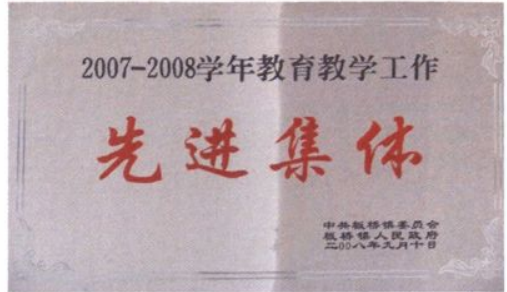 2007-2008学年教育教学工作
先进集体
中共板桥镇委员会
板桥镇人民政府
二00八年九月十日